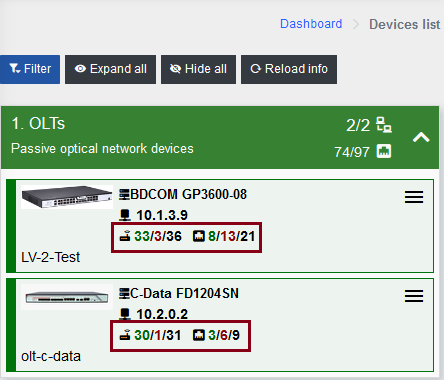 Dashboard > Devices list
Filter Expand all Hide all Reload info
1. OLTs 2/2
Passive optical network devices 74/97
BDCOM GP3600-08
10.1.3.9
33/3/36 8/13/21
LV-2-Test
C-Data FD1204SN
10.2.0.2
30/1/31 3/6/9
olt-c-data